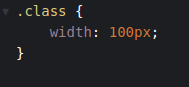 .class {
    width: 100px;
}